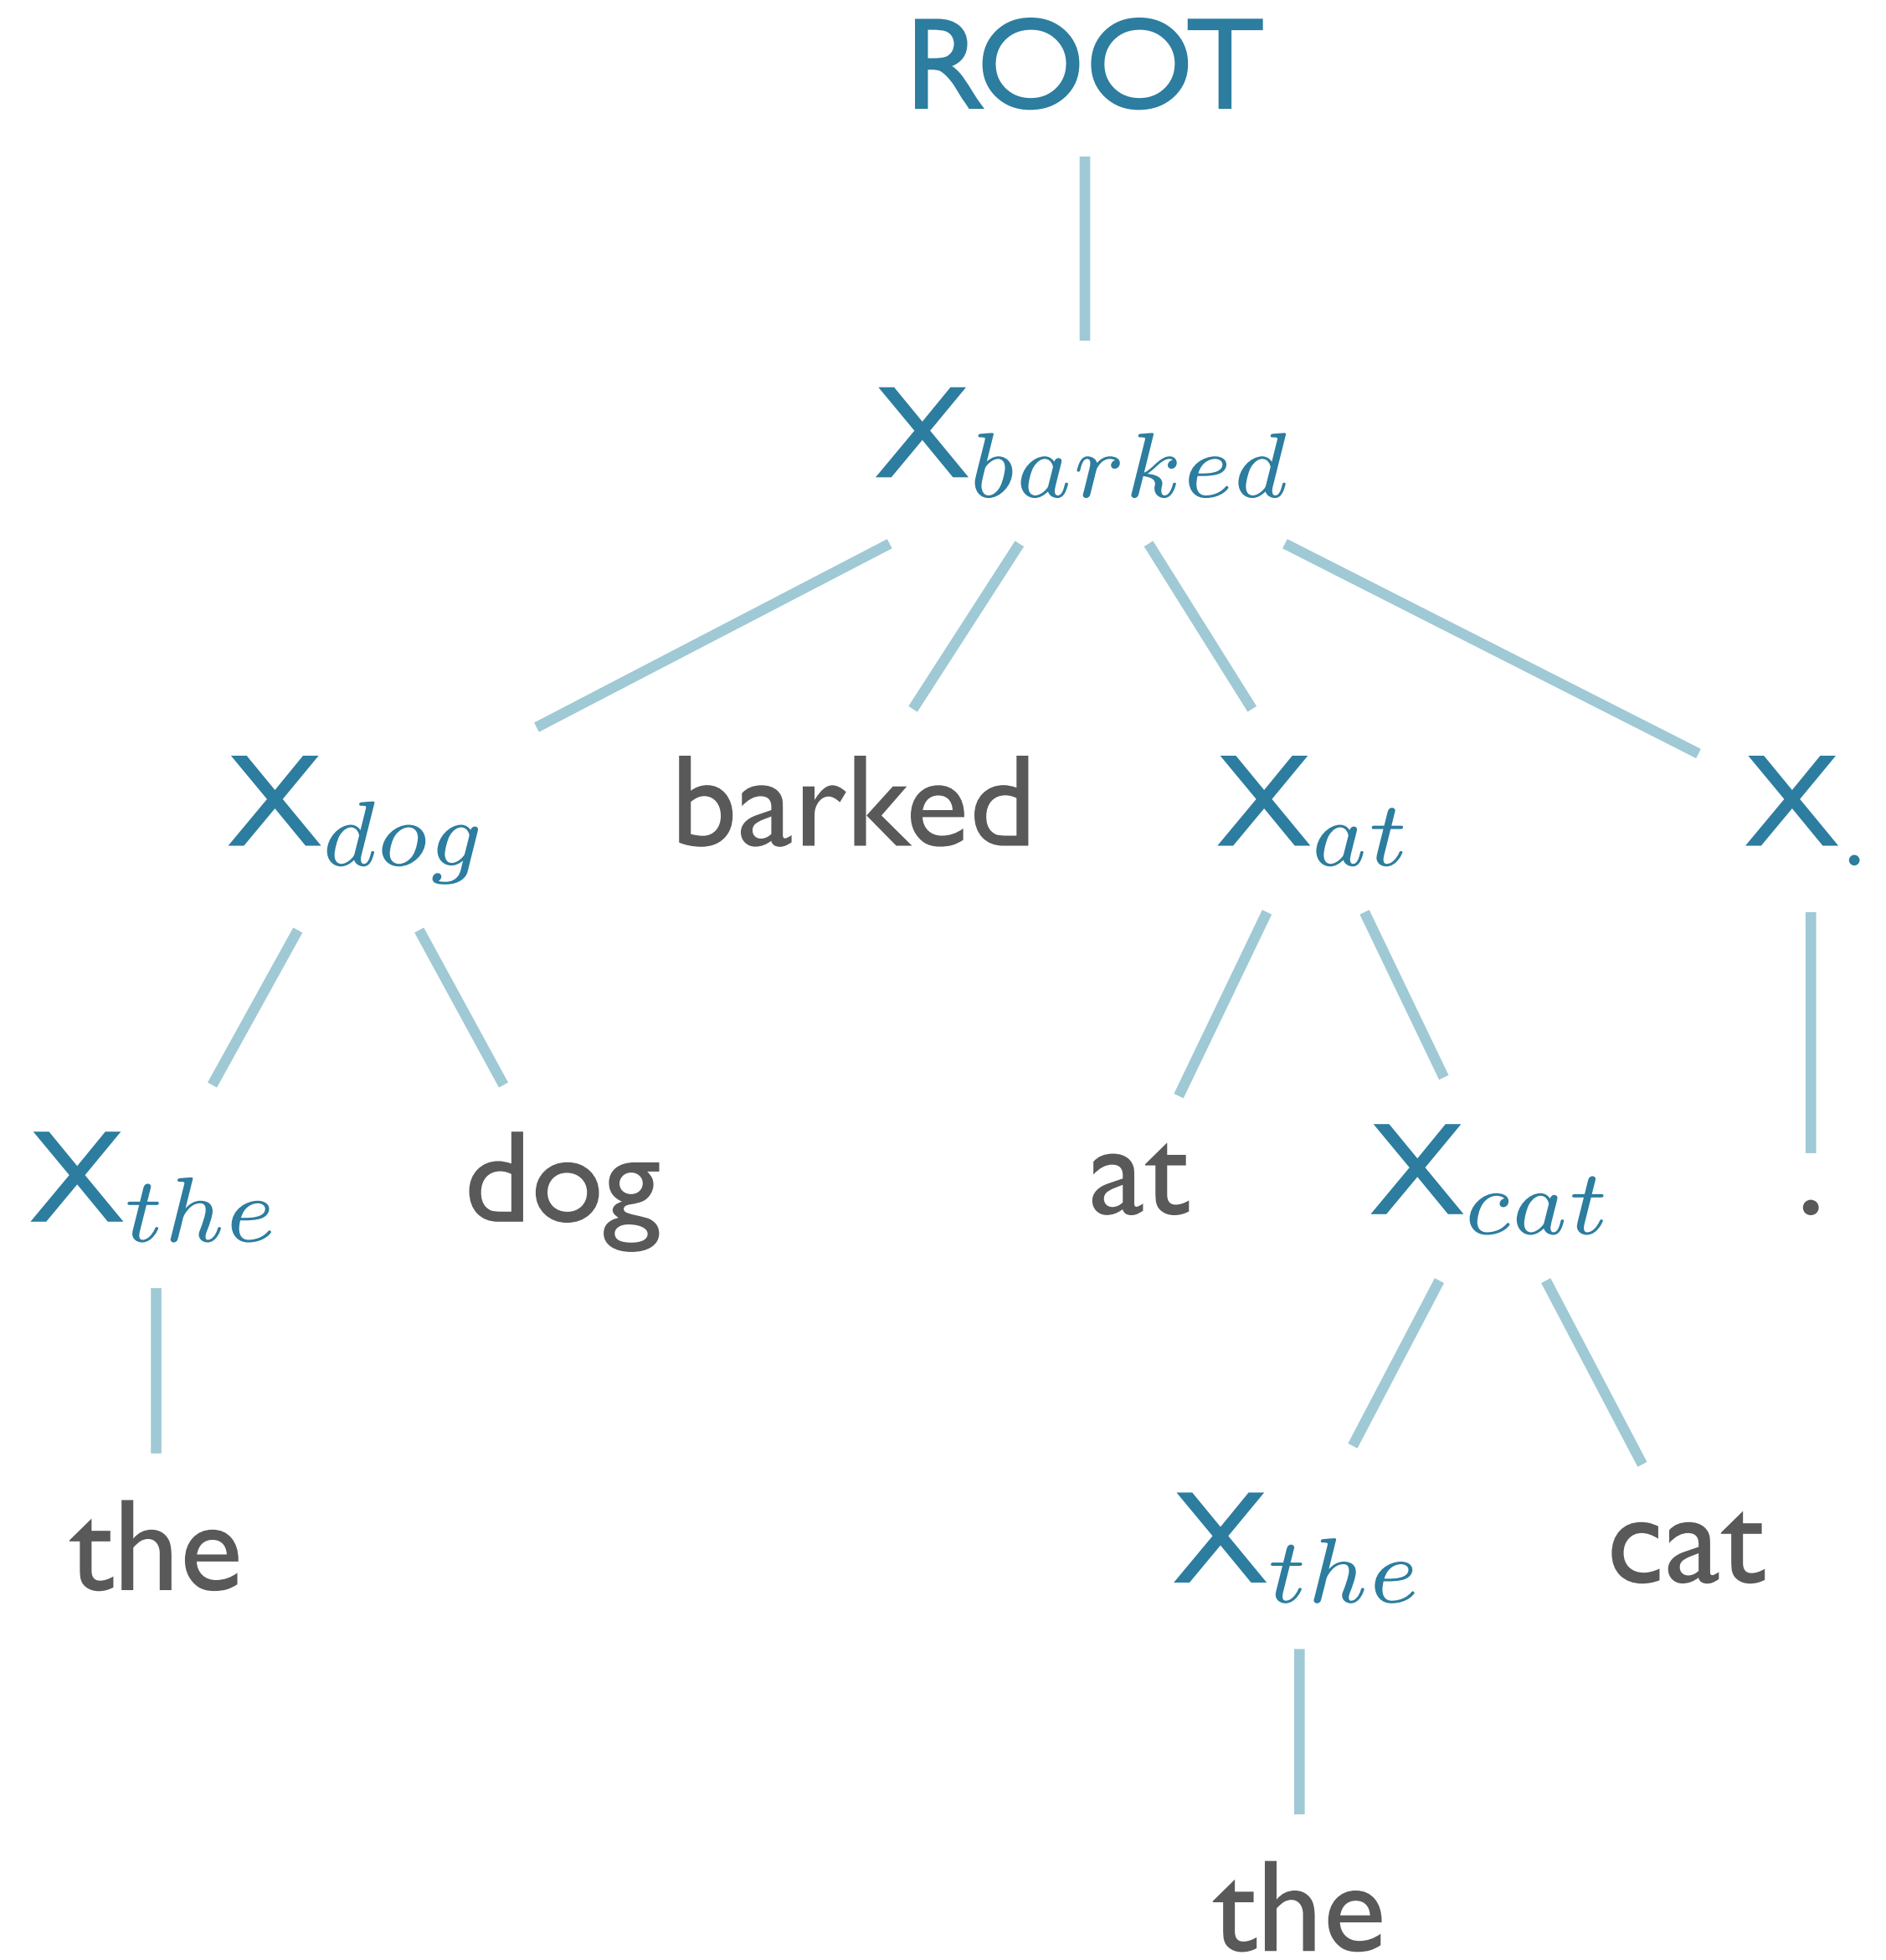 ROOT
X_barked
X_dog barked X_at X_.
X_the dog at X_cat .
the X_the cat
the